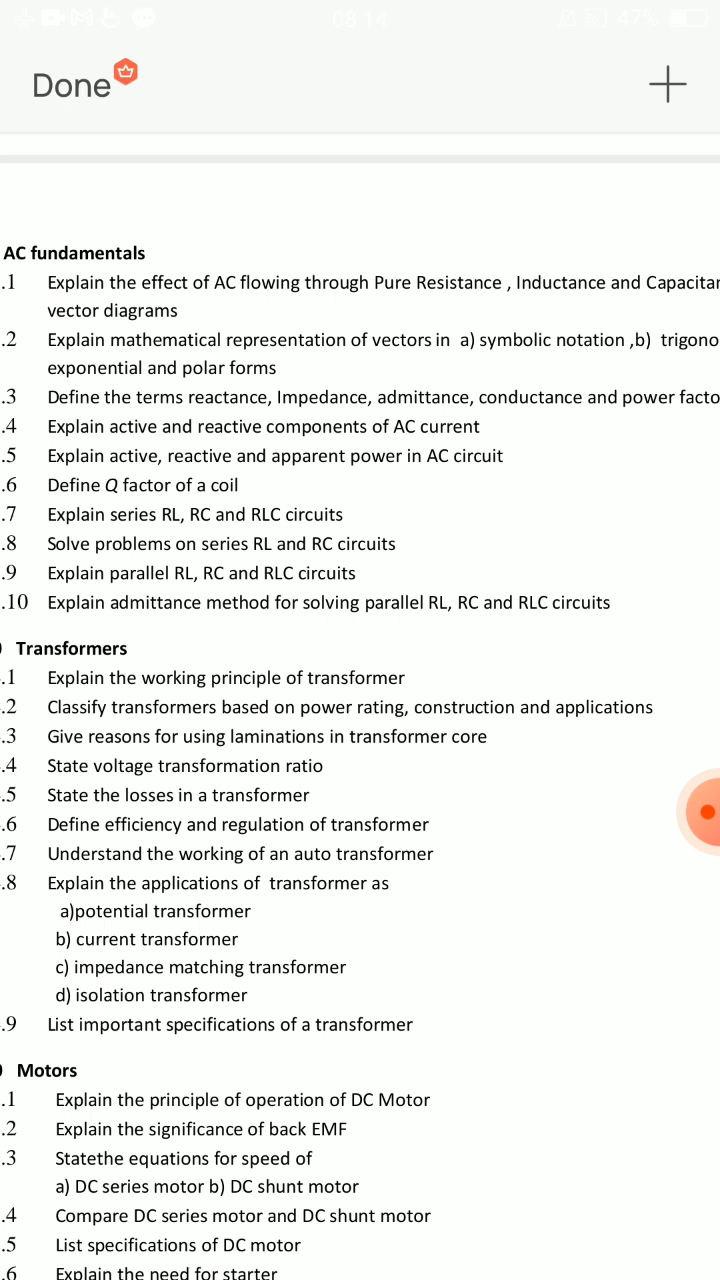 08:14
47%
Done
AC fundamentals
.1 Explain the effect of AC flowing through Pure Resistance , Inductance and Capacitan
vector diagrams
.2 Explain mathematical representation of vectors in a) symbolic notation ,b) trigono
exponential and polar forms
.3 Define the terms reactance, Impedance, admittance, conductance and power facto
.4 Explain active and reactive components of AC current
.5 Explain active, reactive and apparent power in AC circuit
.6 Define Q factor of a coil
.7 Explain series RL, RC and RLC circuits
.8 Solve problems on series RL and RC circuits
.9 Explain parallel RL, RC and RLC circuits
.10 Explain admittance method for solving parallel RL, RC and RLC circuits
Transformers
.1 Explain the working principle of transformer
.2 Classify transformers based on power rating, construction and applications
.3 Give reasons for using laminations in transformer core
.4 State voltage transformation ratio
.5 State the losses in a transformer
.6 Define efficiency and regulation of transformer
.7 Understand the working of an auto transformer
.8 Explain the applications of transformer as
a)potential transformer
b) current transformer
c) impedance matching transformer
d) isolation transformer
.9 List important specifications of a transformer
Motors
.1 Explain the principle of operation of DC Motor
.2 Explain the significance of back EMF
.3 Statethe equations for speed of
a) DC series motor b) DC shunt motor
.4 Compare DC series motor and DC shunt motor
.5 List specifications of DC motor
.6 Explain the need for starter